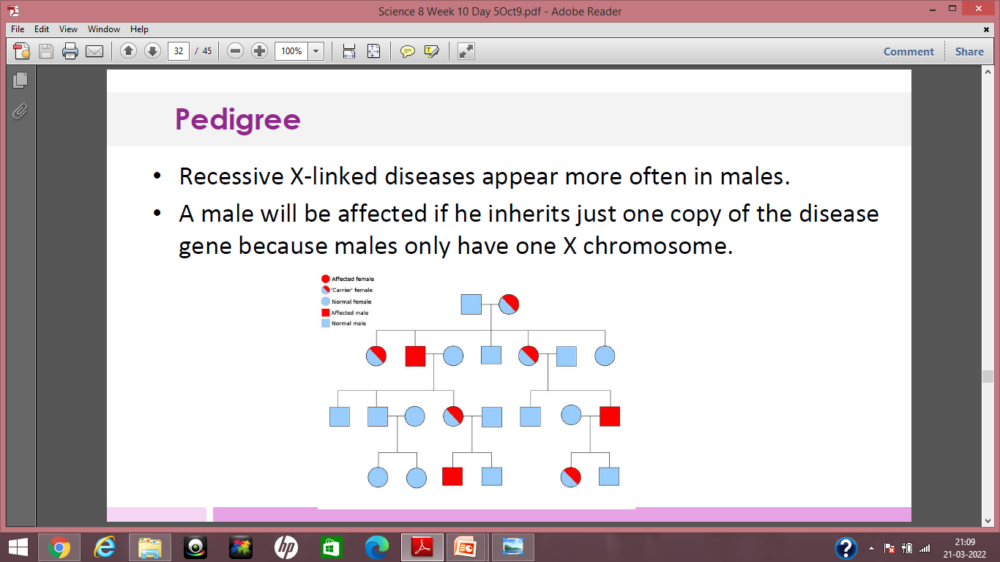 Science 8 Week 10 Day 5Oct9.pdf - Adobe Reader
File Edit View Window Help
32 / 45 100% Comment Share
Pedigree
• Recessive X-linked diseases appear more often in males.
• A male will be affected if he inherits just one copy of the disease
gene because males only have one X chromosome.
Affected female
'Carrier' female
Normal female
Affected male
Normal male
hp
21:09
21-03-2022